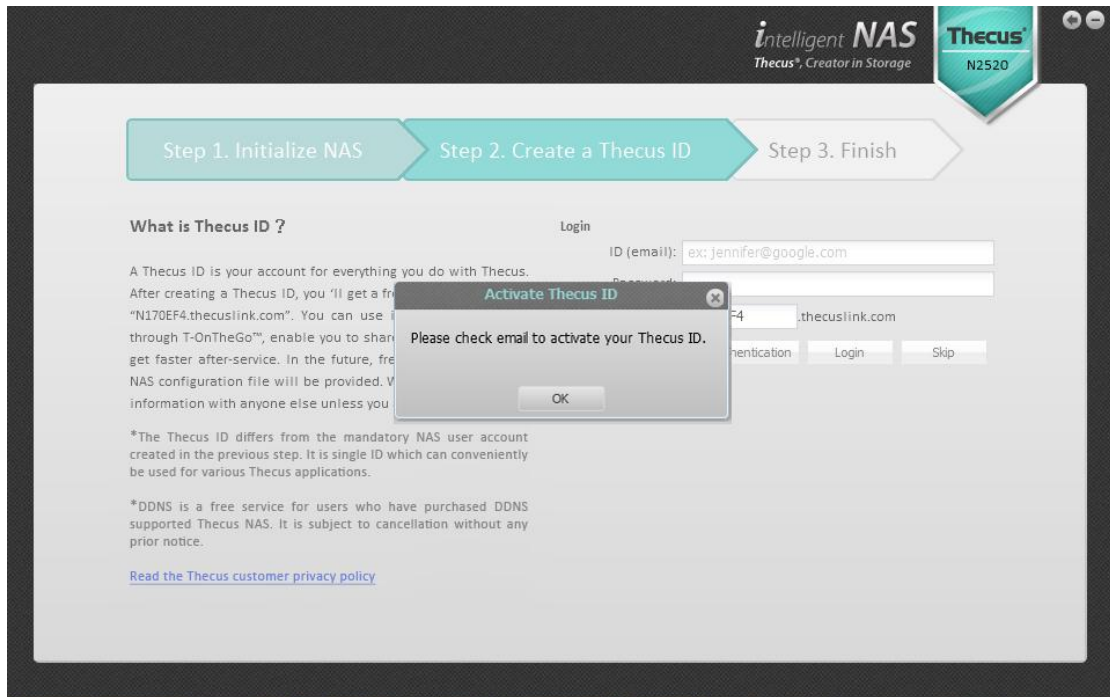 intelligent NAS
Thecus®, Creator in Storage
Thecus®
N2520
Step 1. Initialize NAS
Step 2. Create a Thecus ID
Step 3. Finish
What is Thecus ID ?
A Thecus ID is your account for everything you do with Thecus.
After creating a Thecus ID, you 'll get a fr
"N170EF4.thecuslink.com". You can use i
through T-OnTheGo™, enable you to share
get faster after-service. In the future, fre
NAS configuration file will be provided. W
information with anyone else unless you
*The Thecus ID differs from the mandatory NAS user account
created in the previous step. It is single ID which can conveniently
be used for various Thecus applications.
*DDNS is a free service for users who have purchased DDNS
supported Thecus NAS. It is subject to cancellation without any
prior notice.
Read the Thecus customer privacy policy
Login
ID (email): ex: jennifer@google.com
F4 .thecuslink.com
hentication Login Skip
Activate Thecus ID
Please check email to activate your Thecus ID.
OK